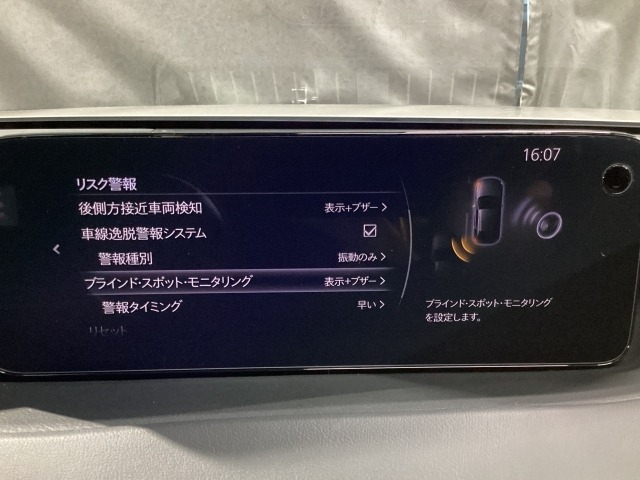 16:07
リスク警報
後側方接近車両検知 表示+ブザー
車線逸脱警報システム
警報種別 振動のみ
ブラインド・スポット・モニタリング 表示+ブザー
警報タイミング 早い
リセット
ブラインド・スポット・モニタリング
を設定します。